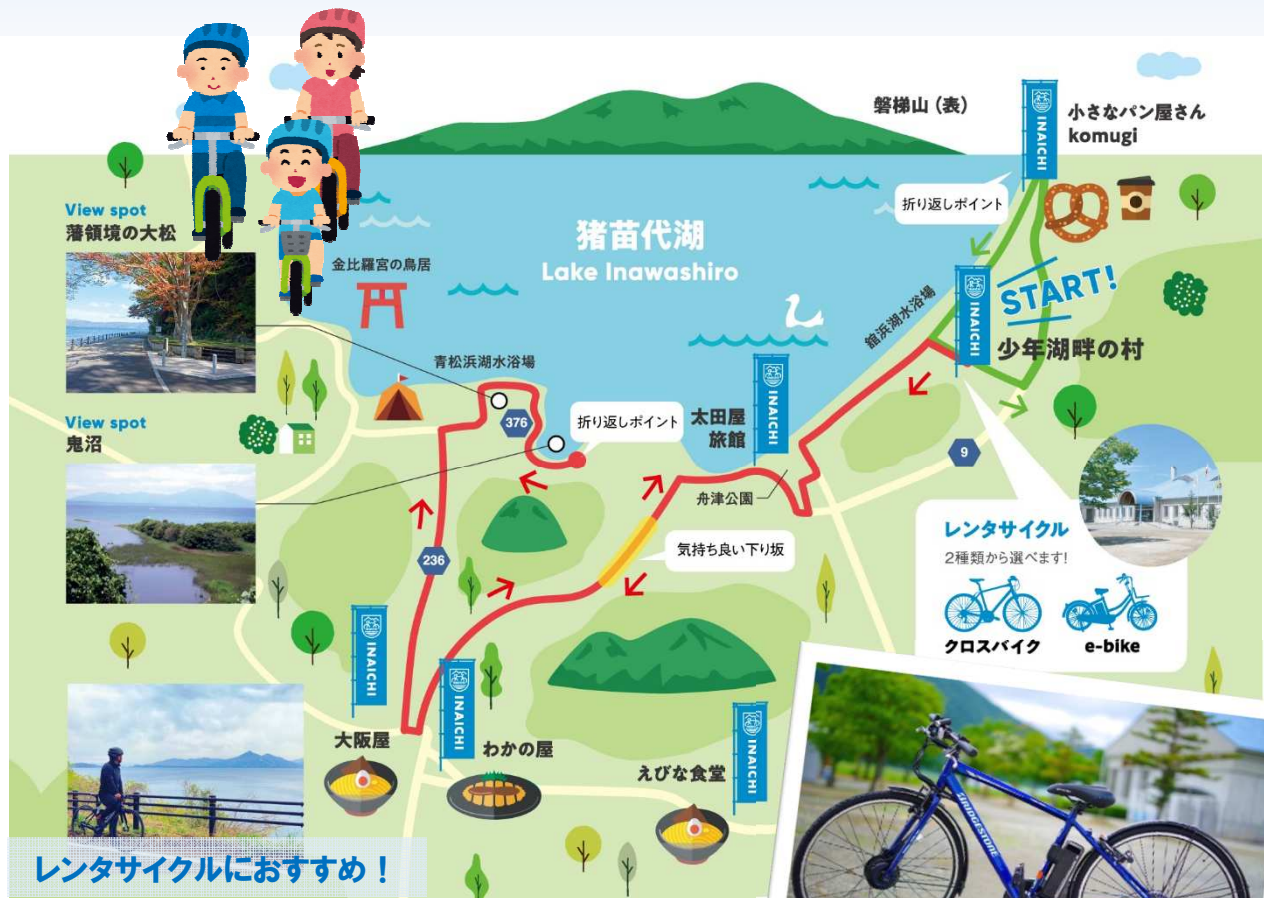 磐梯山（表）
INAICHI
小さなパン屋さん
komugi
折り返しポイント
View spot
藩領境の大松
猪苗代湖
Lake Inawashiro
金比羅宮の鳥居
舘浜湖水浴場
INAICHI
START!
少年湖畔の村
青松浜湖水浴場
376
折り返しポイント
太田屋
旅館
INAICHI
View spot
鬼沼
9
舟津公園
気持ち良い下り坂
236
レンタサイクル
2種類から選べます!
クロスバイク
e-bike
INAICHI
大阪屋
INAICHI
わかの屋
えびな食堂
INAICHI
BRIDGESTONE
レンタサイクルにおすすめ！